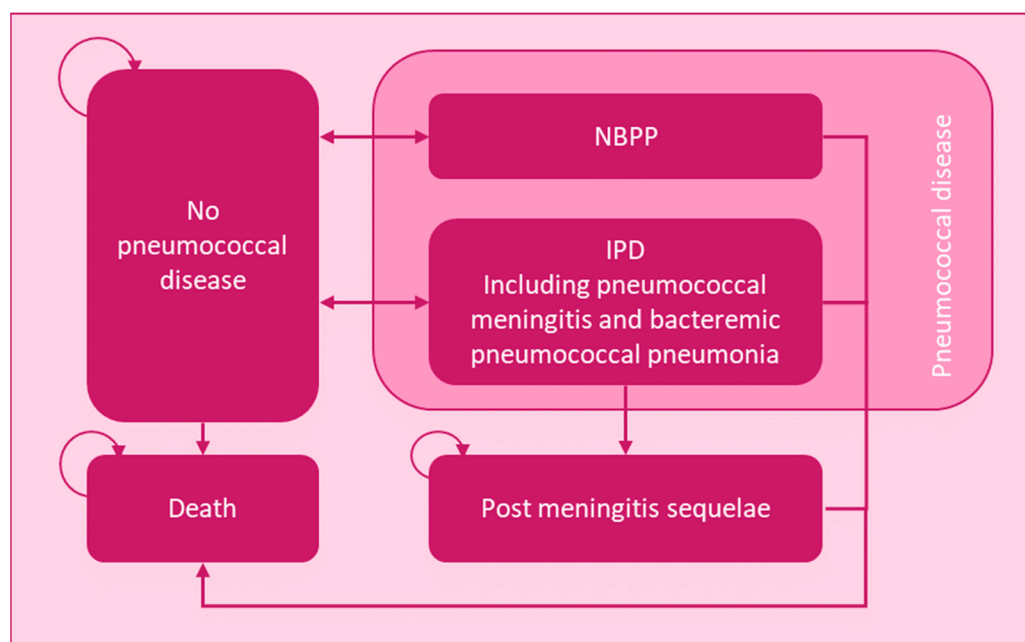 No
pneumococcal
disease
NBPP
IPD
Including pneumococcal
meningitis and bacteremic
pneumococcal pneumonia
Pneumococcal disease
Death
Post meningitis sequelae